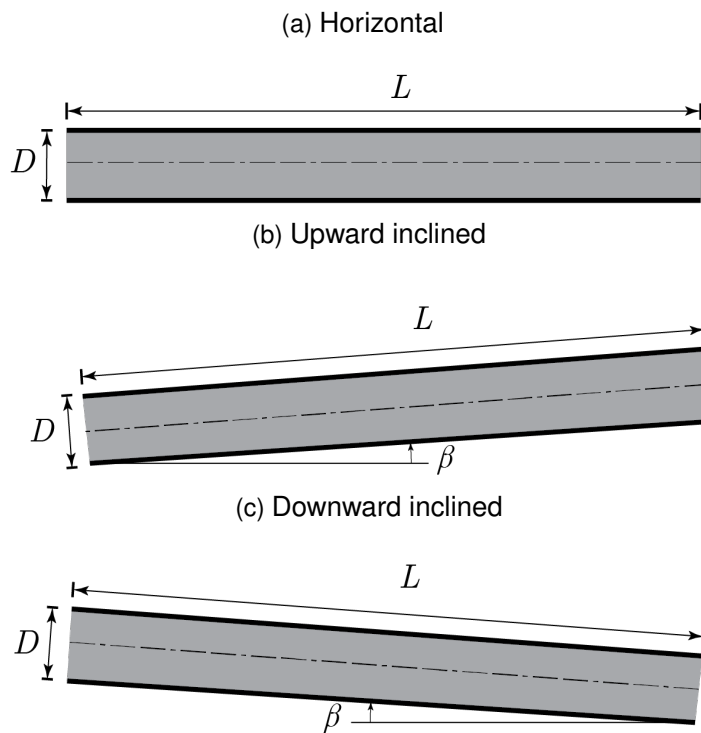 (a) Horizontal
L
D
(b) Upward inclined
L
D
β
(c) Downward inclined
L
D
β